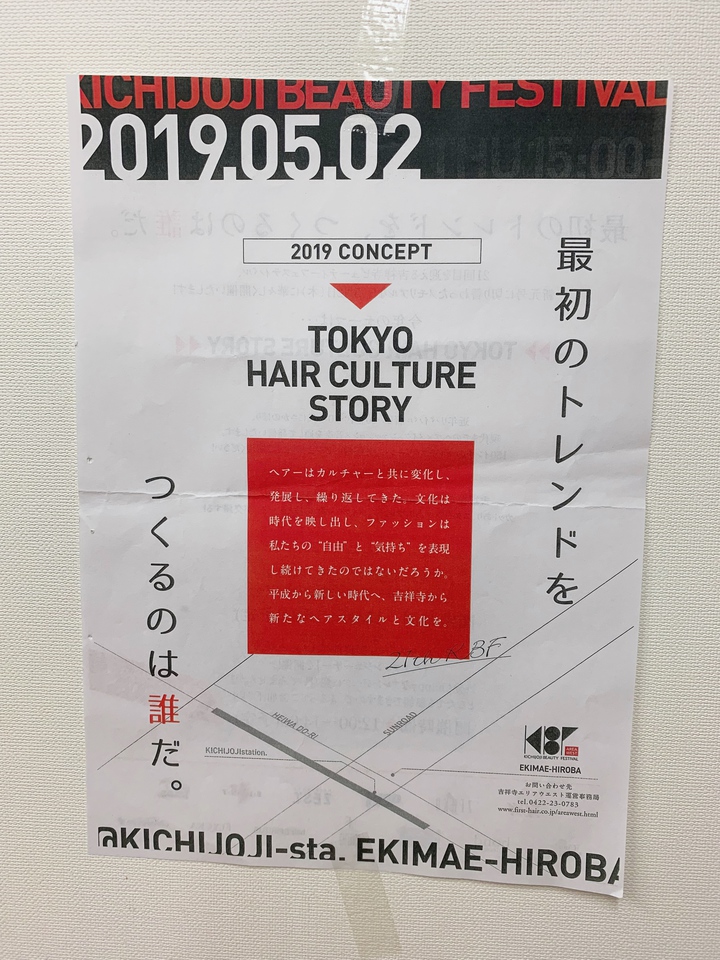 KICHIJOJI BEAUTY FESTIVAL
2019.05.02
2019 CONCEPT
TOKYO
HAIR CULTURE
STORY
最初のトレンドを
つくるのは誰だ。
ヘアーはカルチャーと共に変化し、
発展し、繰り返してきた。文化は
時代を映し出し、ファッションは
私たちの“自由”と“気持ち”を表現
し続けてきたのではないだろうか。
平成から新しい時代へ、吉祥寺から
新たなヘアスタイルと文化を。
HEIWA DO-RI
SUNROAD
KICHIJOJIstation.
KBF
AREA WEST
KICHIJOJI BEAUTY FESTIVAL
EKIMAE-HIROBA
お問い合わせ先
吉祥寺エリアウエスト運営事務局
tel.0422-23-0783
www.first-hair.co.jp/areawest.html
@KICHIJOJI-sta. EKIMAE-HIROBA